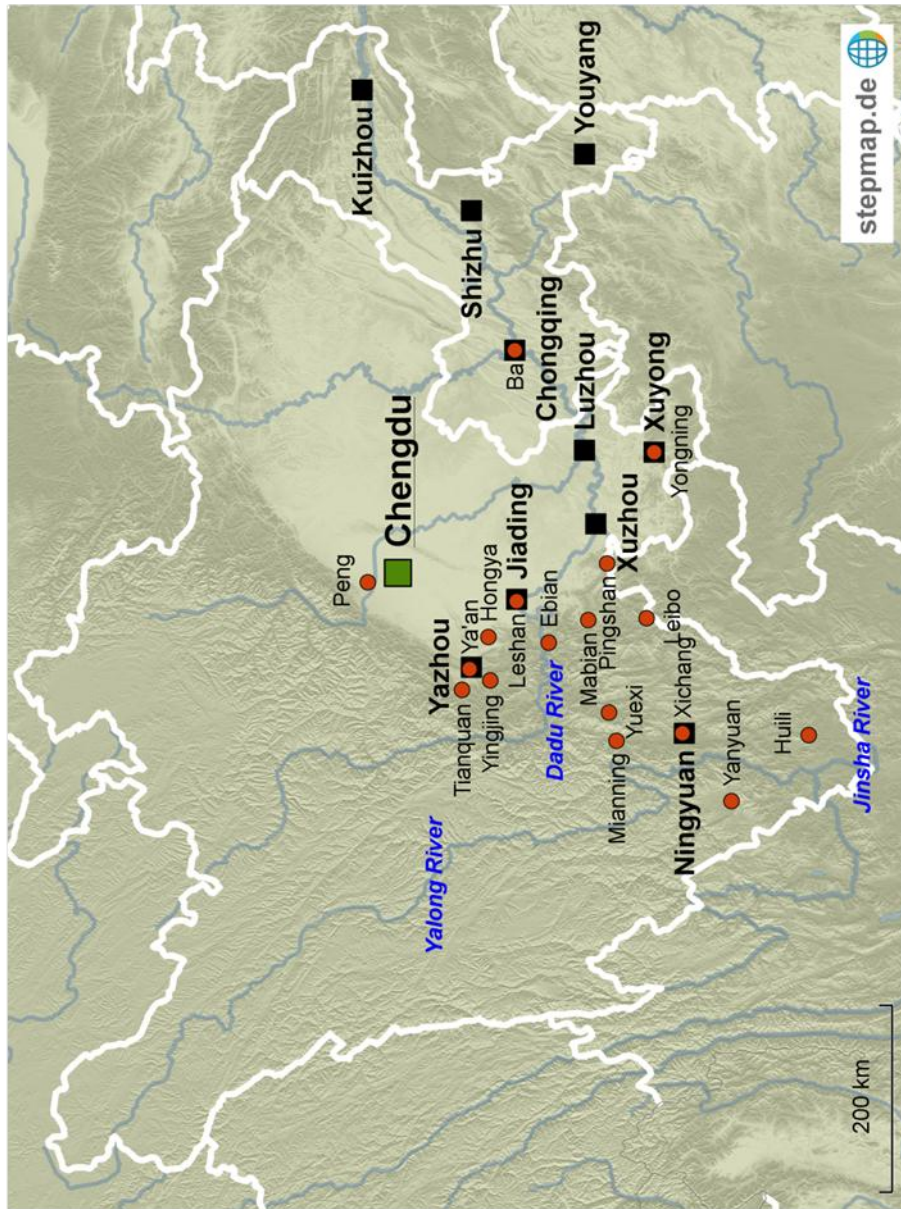 Kuizhou
Shizhu
Youyang
Ba
Chongqing
Peng
Chengdu
Luzhou
Xuyong
Yongning
Yazhou
Ya'an
Tianquan
Yingjing
Hongya
Jiading
Leshan
Ebian
Xuzhou
Dadu River
Mabian
Pingshan
Leibo
Yalong River
Mianning
Yuexi
Ningyuan
Xichang
Yanyuan
Huili
Jinsha River
200 km
stepmap.de